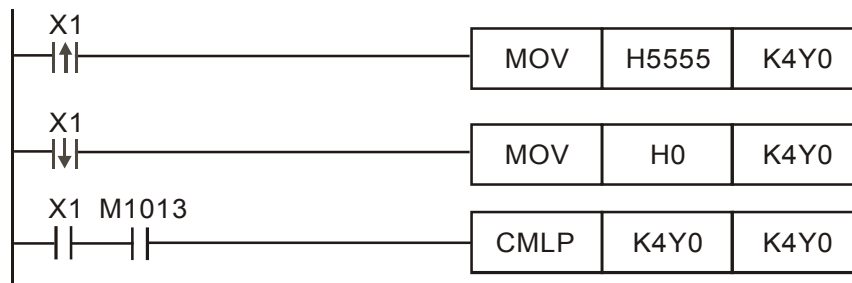 X1
MOV H5555 K4Y0
X1
MOV H0 K4Y0
X1 M1013
CMLP K4Y0 K4Y0